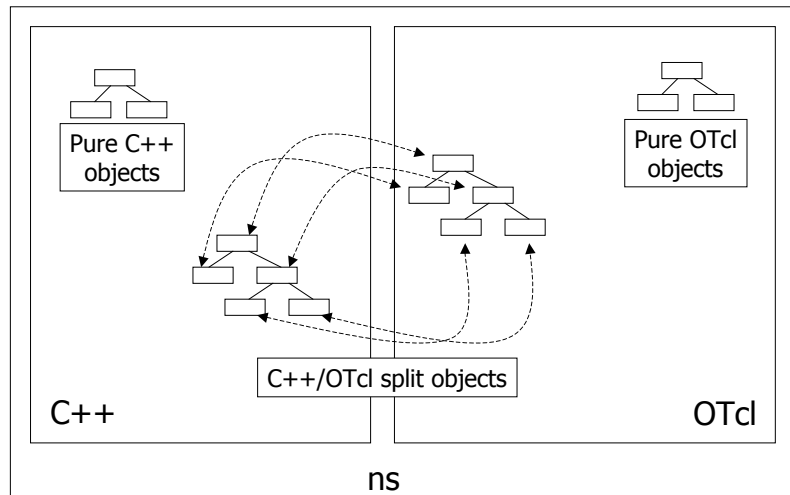 Pure C++
objects
Pure OTcl
objects
C++/OTcl split objects
C++
OTcl
ns